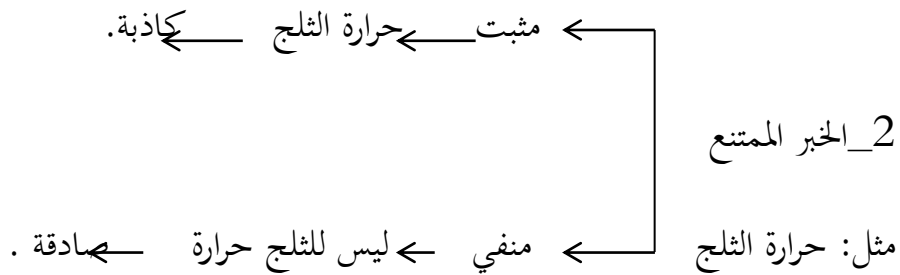 مثبت حرارة الثلج كاذبة.
2_الخبر الممتنع
مثل: حرارة الثلج منفي ليس للثلج حرارة صادقة .